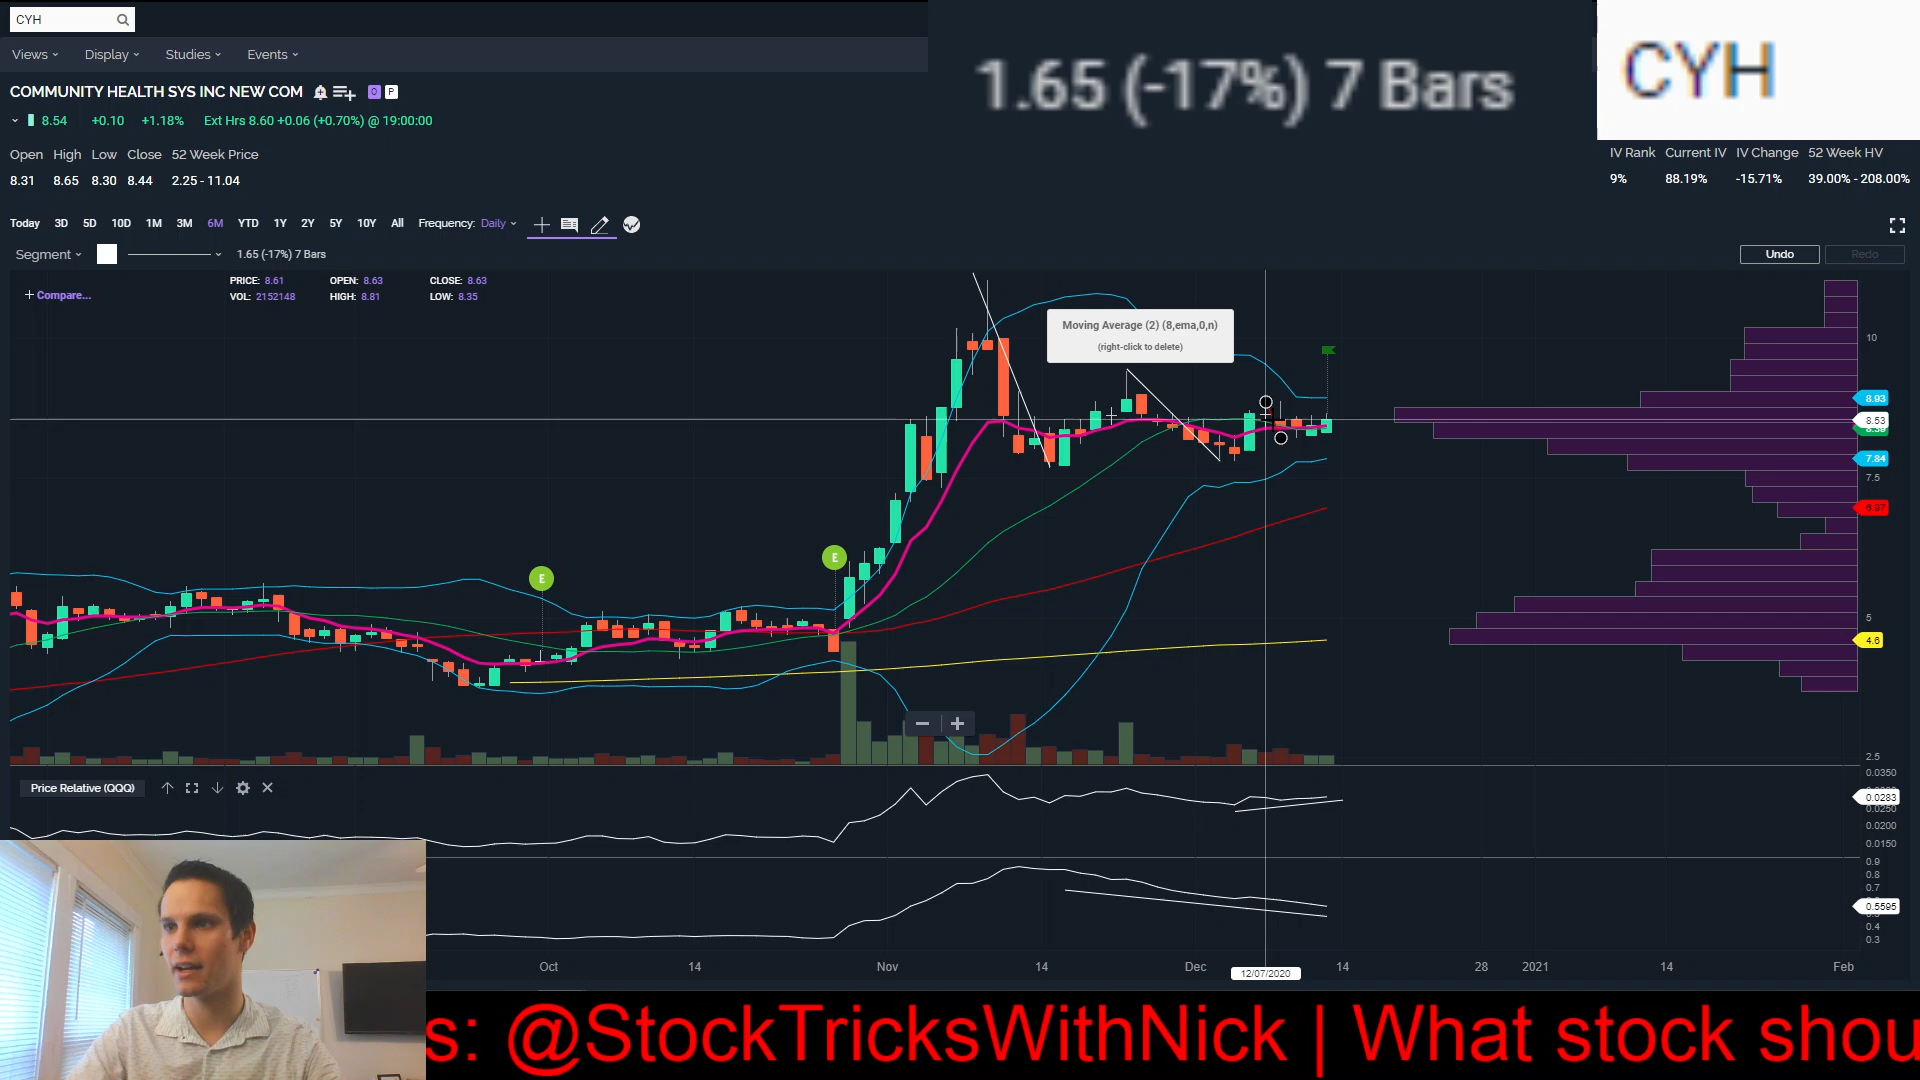 CYH
Views Display Studies Events
1.65 (-17%) 7 Bars
CYH
COMMUNITY HEALTH SYS INC NEW COM O P
8.54 +0.10 +1.18% Ext Hrs 8.60 +0.06 (+0.70%) @ 19:00:00
Open High Low Close 52 Week Price
8.31 8.65 8.30 8.44 2.25 - 11.04
IV Rank Current IV IV Change 52 Week HV
9% 88.19% -15.71% 39.00% - 208.00%
Today 3D 5D 10D 1M 3M 6M YTD 1Y 2Y 5Y 10Y All Frequency: Daily
Segment 1.65 (-17%) 7 Bars
Undo Redo
+ Compare...
PRICE: 8.61 OPEN: 8.63 CLOSE: 8.63
VOL: 2152148 HIGH: 8.81 LOW: 8.35
Moving Average (2) (8,ema,0,n)
(right-click to delete)
E
E
10
8.93
8.53
7.84
7.5
6.97
5
4.6
2.5
Price Relative (QQQ)
0.0350
0.0283
0.0250
0.0200
0.0150
0.9
0.8
0.7
0.5595
0.4
0.3
Oct 14 Nov 14 Dec 12/07/2020 14 28 2021 14 Feb
s: @StockTricksWithNick | What stock shou